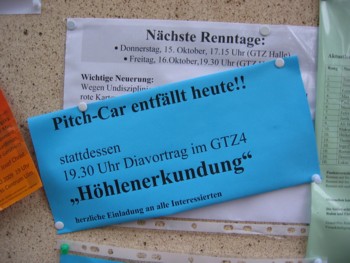 Nächste Renntage:
• Donnerstag, 15. Oktober, 17.15 Uhr (GTZ Halle)
• Freitag, 16.Oktober, 19.30 Uhr (GTZ
Wichtige Neuerung:
Wegen
rote
Pitch-Car entfällt heute!!
stattdessen
19.30 Uhr Diavortrag im GTZ4
„Höhlenerkundung“
herzliche Einladung an alle Interessierten